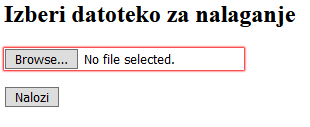 Izberi datoteko za nalaganje
Browse... No file selected.
Nalozi